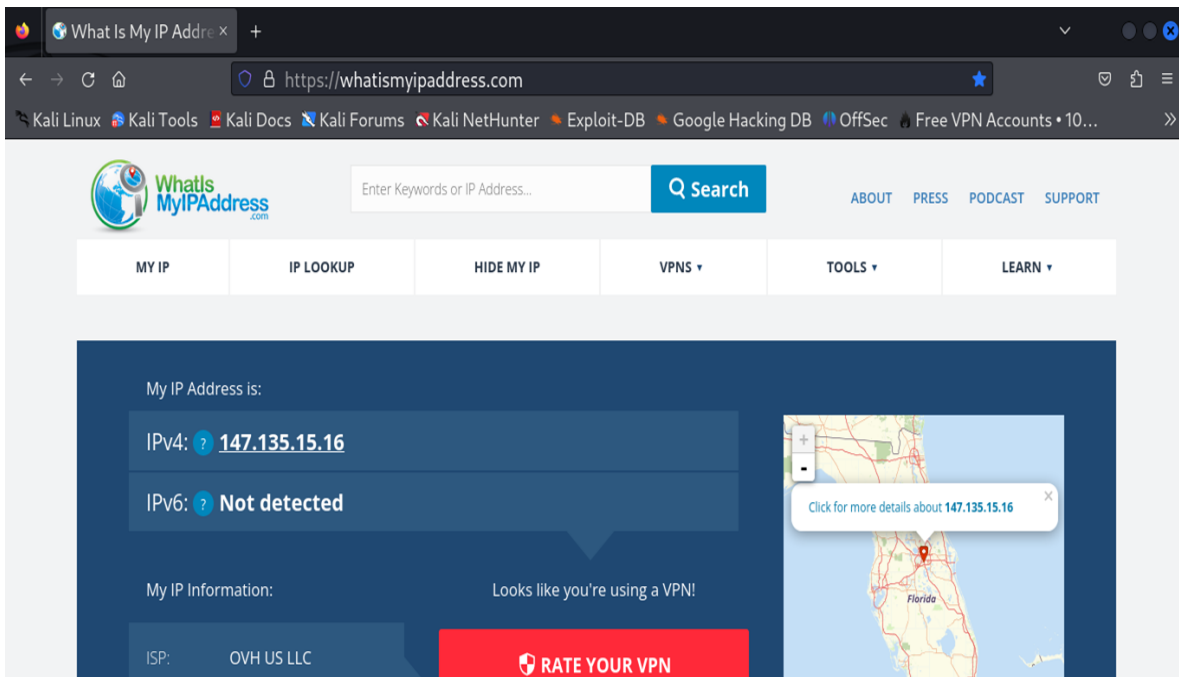 What Is My IP Addre
https://whatismyipaddress.com
Kali Linux Kali Tools Kali Docs Kali Forums Kali NetHunter Exploit-DB Google Hacking DB OffSec Free VPN Accounts • 10…
WhatIs
MyIPAddress
.com
Enter Keywords or IP Address...
Search
ABOUT PRESS PODCAST SUPPORT
MY IP IP LOOKUP HIDE MY IP VPNS TOOLS LEARN
My IP Address is:
IPv4: ? 147.135.15.16
IPv6: ? Not detected
+
-
Click for more details about 147.135.15.16
Florida
My IP Information:
Looks like you're using a VPN!
ISP: OVH US LLC
RATE YOUR VPN